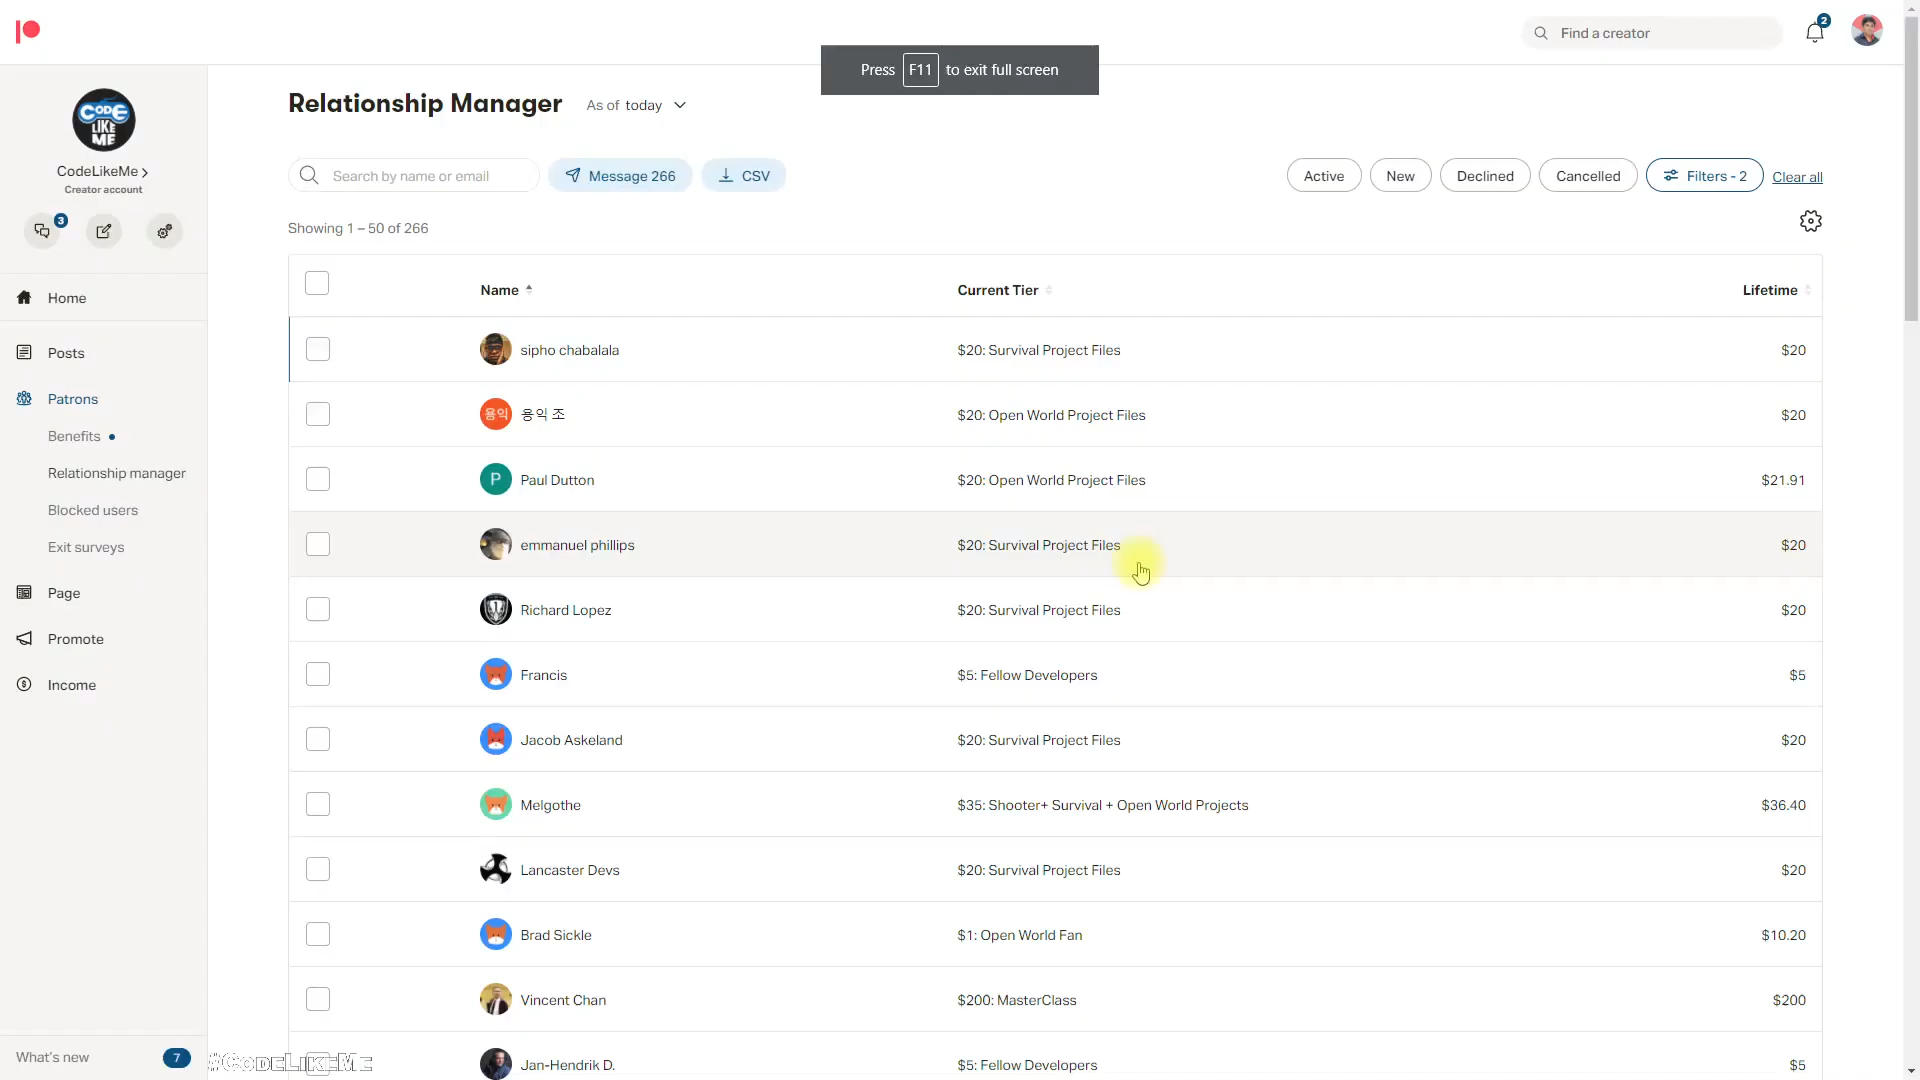 2
Find a creator
Press F11 to exit full screen
Relationship Manager As of today
CODE
LIKE
ME
CodeLikeMe
Creator account
3
Search by name or email
Message 266
CSV
Active
New
Declined
Cancelled
Filters - 2
Clear all
Showing 1 – 50 of 266
Home
Posts
Patrons
Benefits
Relationship manager
Blocked users
Exit surveys
Page
Promote
Income
What's new 7
Name Current Tier Lifetime
sipho chabalala $20: Survival Project Files $20
용익 용익 조 $20: Open World Project Files $20
P Paul Dutton $20: Open World Project Files $21.91
emmanuel phillips $20: Survival Project Files $20
Richard Lopez $20: Survival Project Files $20
Francis $5: Fellow Developers $5
Jacob Askeland $20: Survival Project Files $20
Melgothe $35: Shooter+ Survival + Open World Projects $36.40
Lancaster Devs $20: Survival Project Files $20
Brad Sickle $1: Open World Fan $10.20
Vincent Chan $200: MasterClass $200
Jan-Hendrik D. $5: Fellow Developers $5
#CodeLikeMe